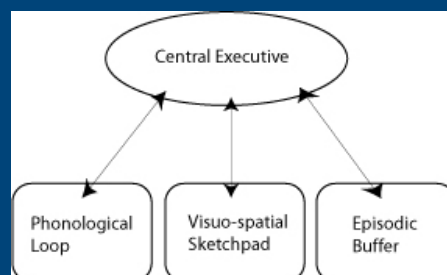 Central Executive
Phonological
Loop
Visuo-spatial
Sketchpad
Episodic
Buffer